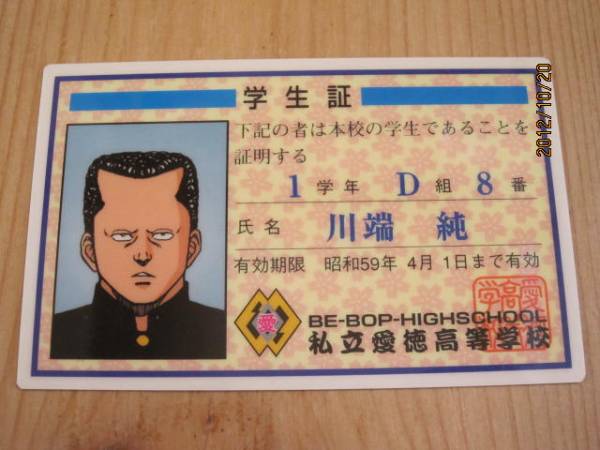 学生証
下記の者は本校の学生であることを
証明する
1 学年 D 組 8 番
氏名 川端 純
有効期限 昭和59年 4月 1日まで有効
愛
BE-BOP-HIGHSCHOOL
私立愛徳高等学校
2012/10/20